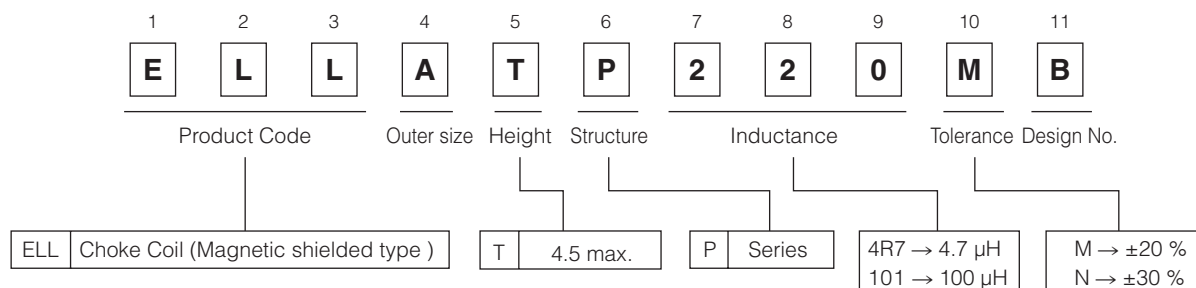 1 2 3 4 5 6 7 8 9 10 11
E L L A T P 2 2 0 M B
Product Code Outer size Height Structure Inductance Tolerance Design No.
ELL Choke Coil (Magnetic shielded type ) T 4.5 max. P Series 4R7 → 4.7 µH M → ±20 %
101 → 100 µH N → ±30 %